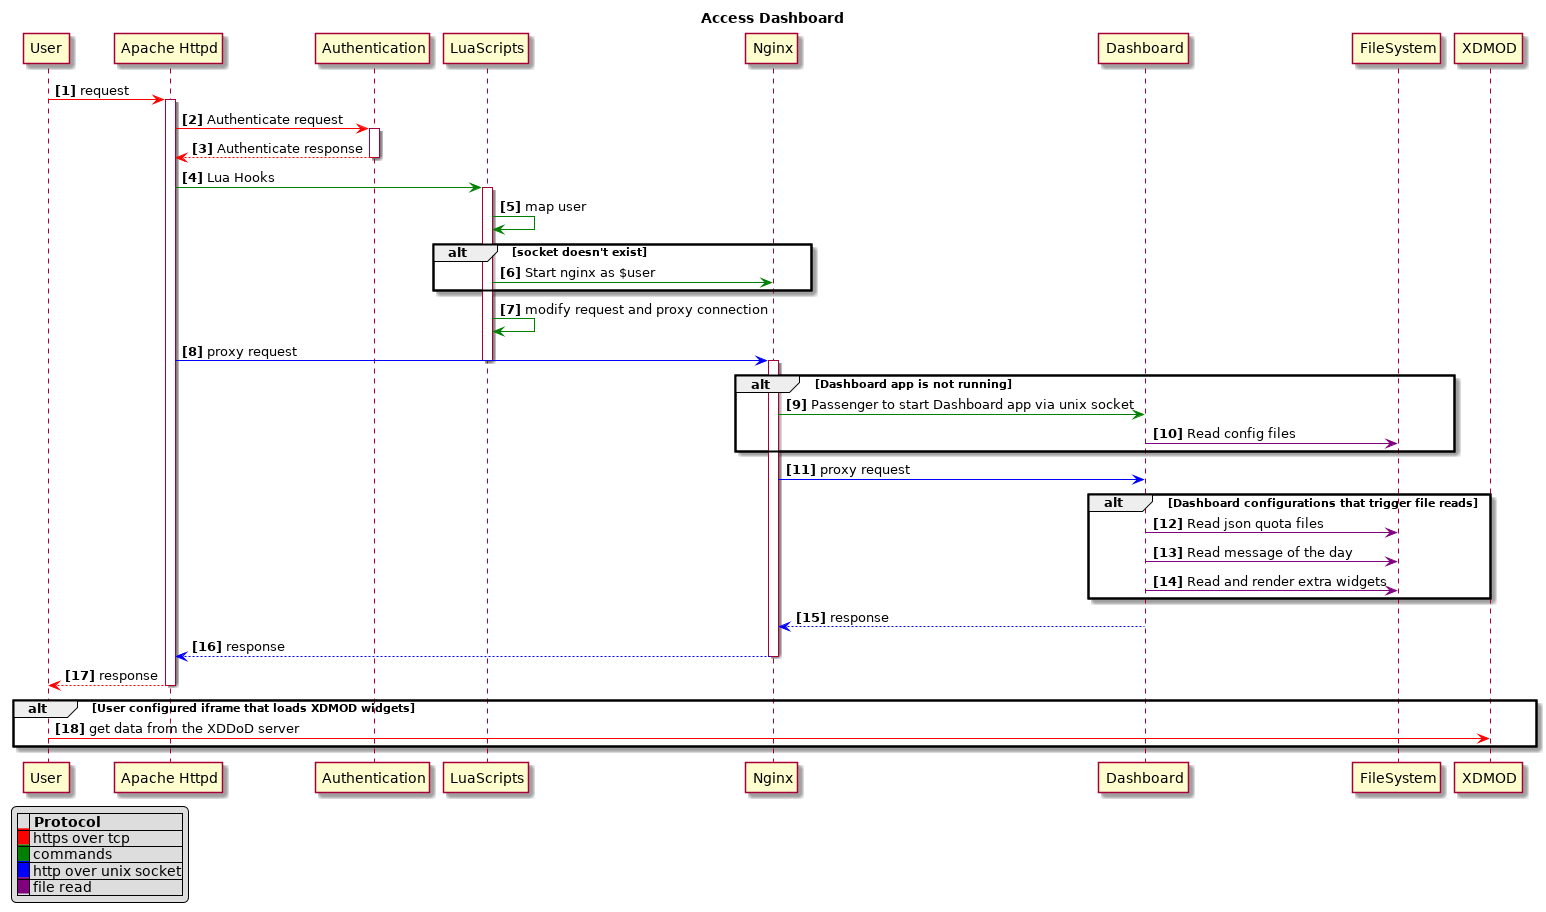 Access Dashboard
User Apache Httpd Authentication LuaScripts Nginx Dashboard FileSystem XDMOD
[1] request
[2] Authenticate request
[3] Authenticate response
[4] Lua Hooks
[5] map user
alt [socket doesn't exist]
[6] Start nginx as $user
[7] modify request and proxy connection
[8] proxy request
alt [Dashboard app is not running]
[9] Passenger to start Dashboard app via unix socket
[10] Read config files
[11] proxy request
alt [Dashboard configurations that trigger file reads]
[12] Read json quota files
[13] Read message of the day
[14] Read and render extra widgets
[15] response
[16] response
[17] response
alt [User configured iframe that loads XDMOD widgets]
[18] get data from the XDDoD server
User Apache Httpd Authentication LuaScripts Nginx Dashboard FileSystem XDMOD
Protocol
https over tcp
commands
http over unix socket
file read